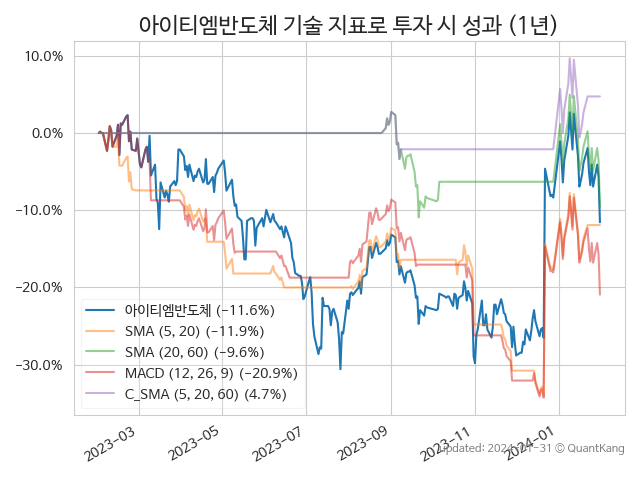 아이티엠반도체 기술 지표로 투자 시 성과 (1년)
10.0%
0.0%
−10.0%
−20.0%
−30.0%
아이티엠반도체 (−11.6%)
SMA (5, 20) (−11.9%)
SMA (20, 60) (−9.6%)
MACD (12, 26, 9) (−20.9%)
C_SMA (5, 20, 60) (4.7%)
2023-03
2023-05
2023-07
2023-09
2023-11
2024-01
updated: 2024-01-31 © QuantKang